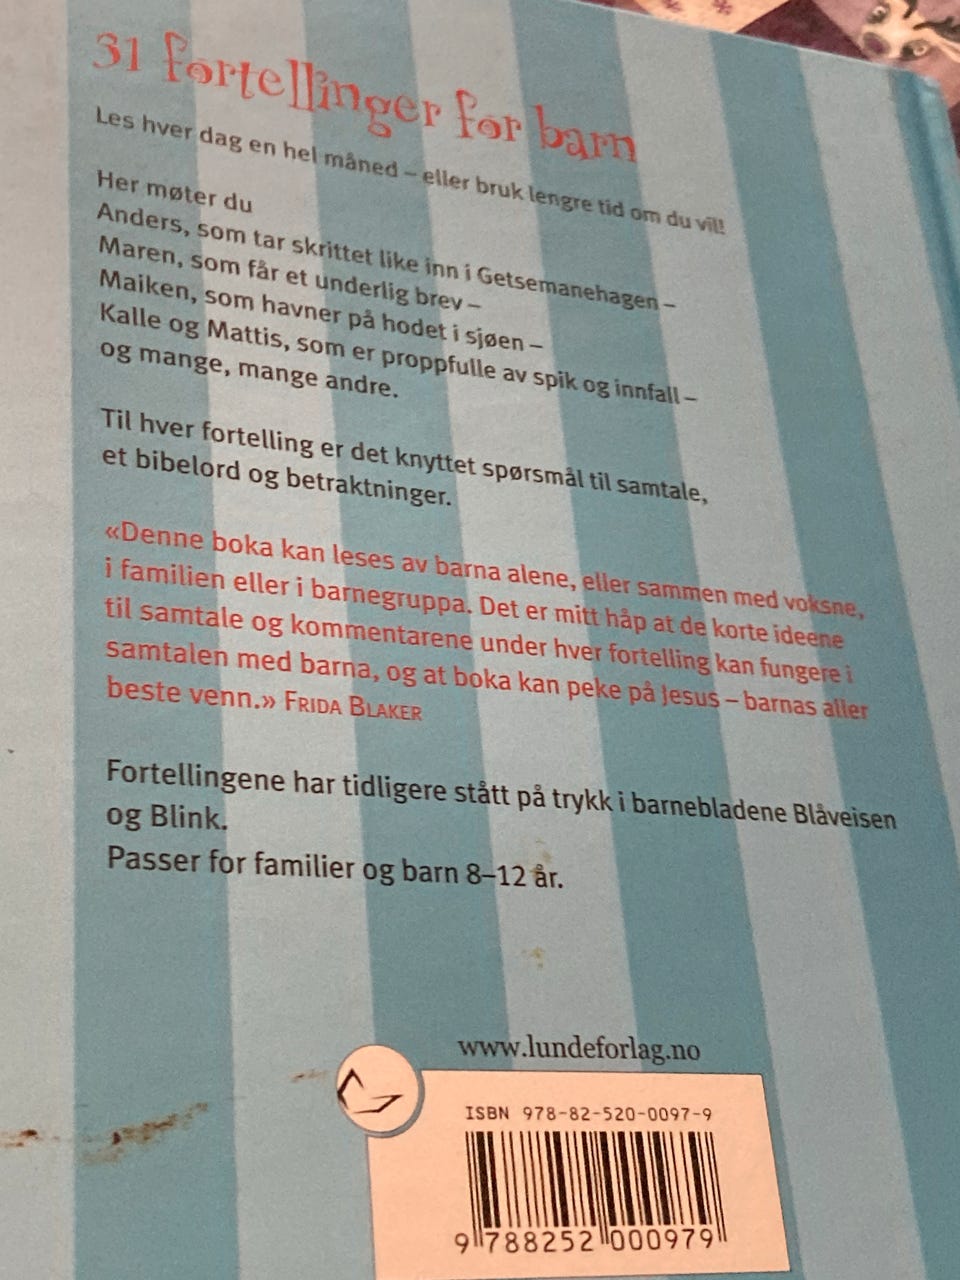 31 fortellinger for barn
Les hver dag en hel måned – eller bruk lengre tid om du vil!
Her møter du
Anders, som tar skrittet like inn i Getsemanehagen –
Maren, som får et underlig brev –
Maiken, som havner på hodet i sjøen –
Kalle og Mattis, som er proppfulle av spik og innfall –
og mange, mange andre.
Til hver fortelling er det knyttet spørsmål til samtale,
et bibelord og betraktninger.
«Denne boka kan leses av barna alene, eller sammen med voksne,
i familien eller i barnegruppa. Det er mitt håp at de korte ideene
til samtale og kommentarene under hver fortelling kan fungere i
samtalen med barna, og at boka kan peke på Jesus – barnas aller
beste venn.» FRIDA BLAKER
Fortellingene har tidligere stått på trykk i barnebladene Blåveisen
og Blink.
Passer for familier og barn 8–12 år.
www.lundeforlag.no
ISBN 978-82-520-0097-9
9 788252 000979